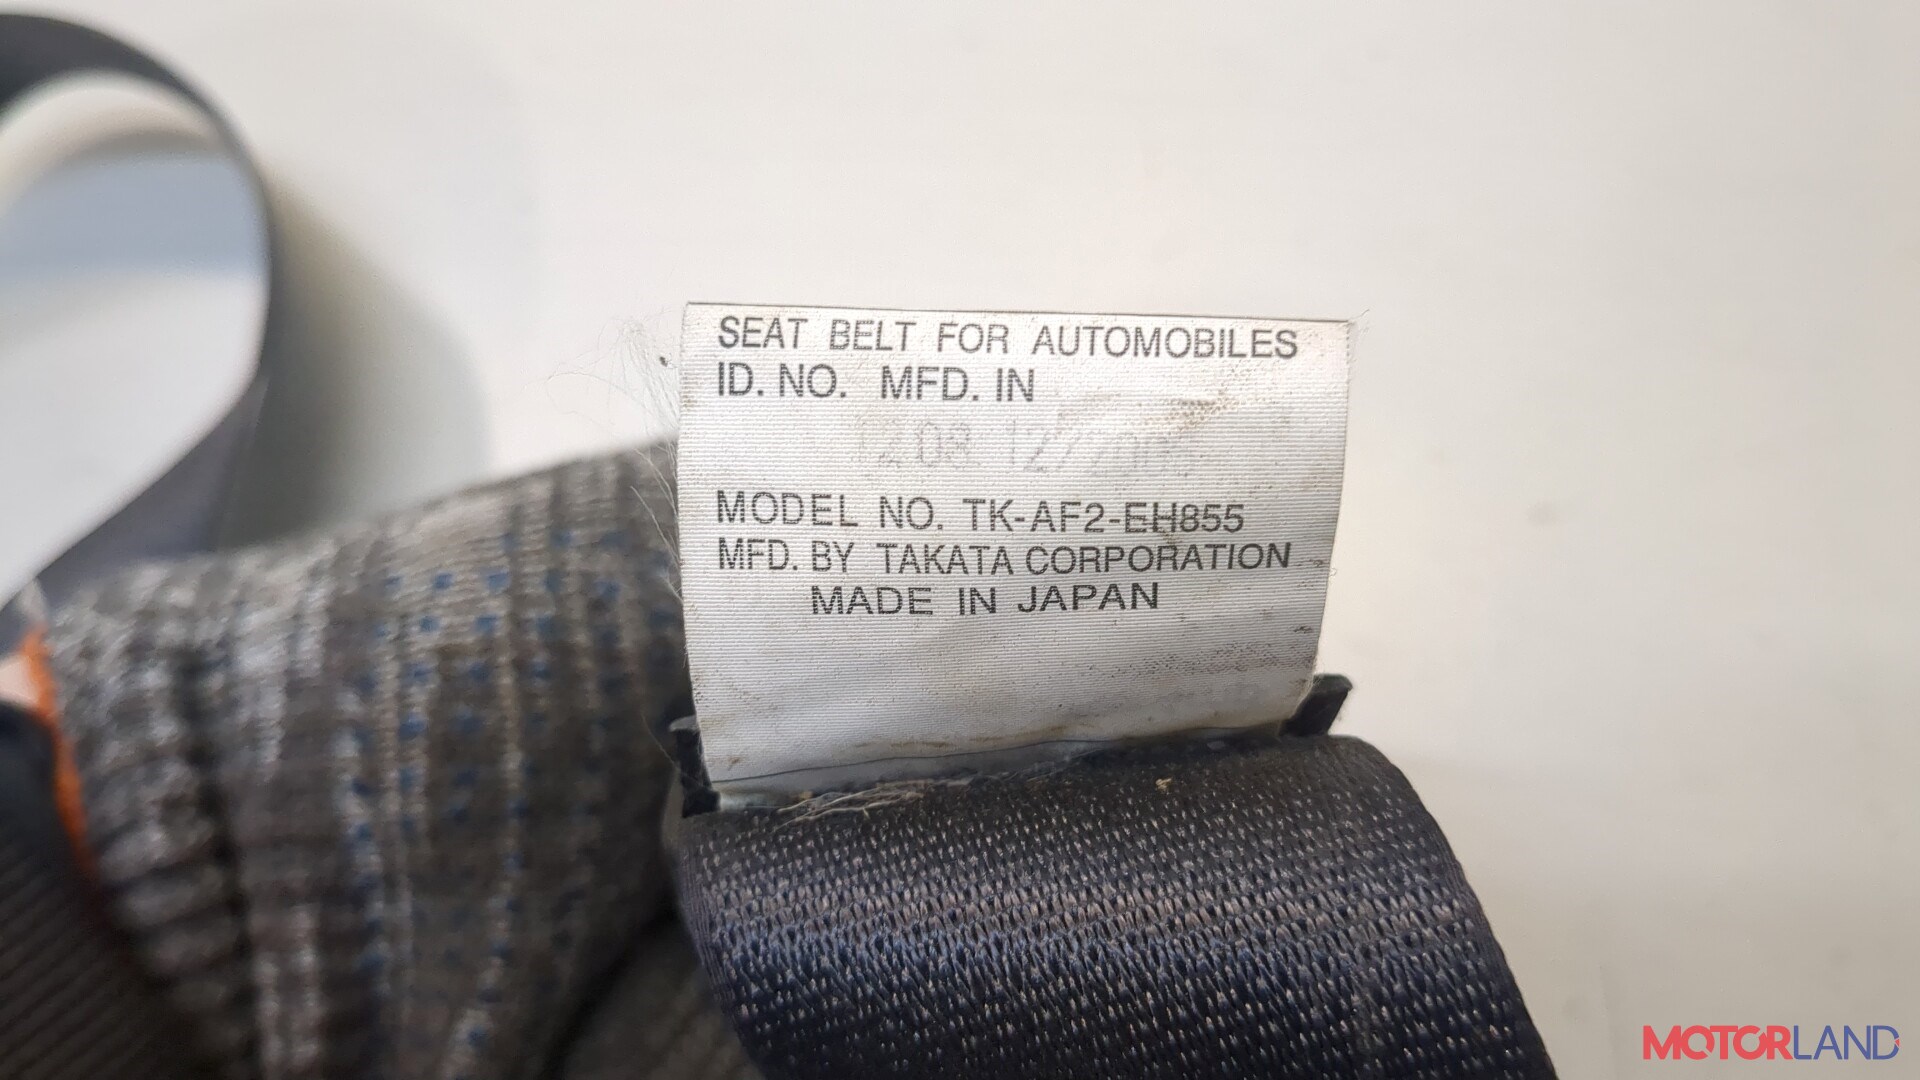 SEAT BELT FOR AUTOMOBILES
ID. NO. MFD. IN
MODEL NO. TK-AF2-EH855
MFD. BY TAKATA CORPORATION
MADE IN JAPAN
MOTORLAND